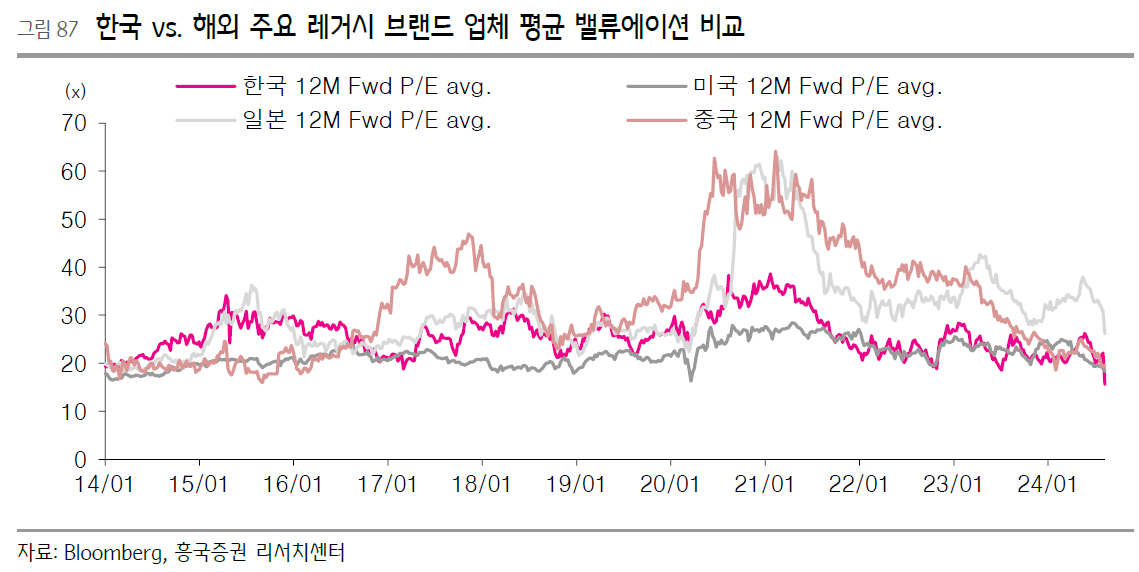 그림 87 한국 vs. 해외 주요 레거시 브랜드 업체 평균 밸류에이션 비교
(x)
한국 12M Fwd P/E avg. 미국 12M Fwd P/E avg.
일본 12M Fwd P/E avg. 중국 12M Fwd P/E avg.
70
60
50
40
30
20
10
0
14/01 15/01 16/01 17/01 18/01 19/01 20/01 21/01 22/01 23/01 24/01
자료: Bloomberg, 흥국증권 리서치센터